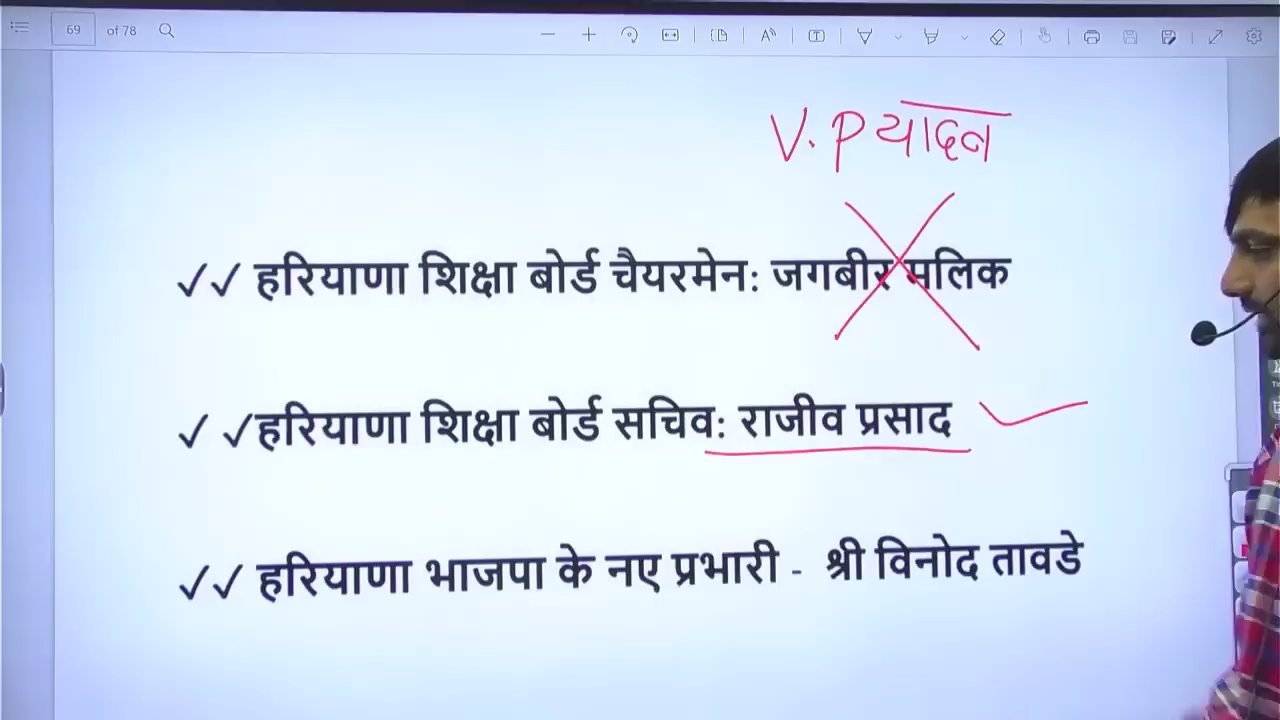 69 of 78
V. P यादव
✓✓ हरियाणा शिक्षा बोर्ड चैयरमेन: जगबीर मलिक
✓ ✓हरियाणा शिक्षा बोर्ड सचिव: राजीव प्रसाद
✓✓ हरियाणा भाजपा के नए प्रभारी - श्री विनोद तावडे